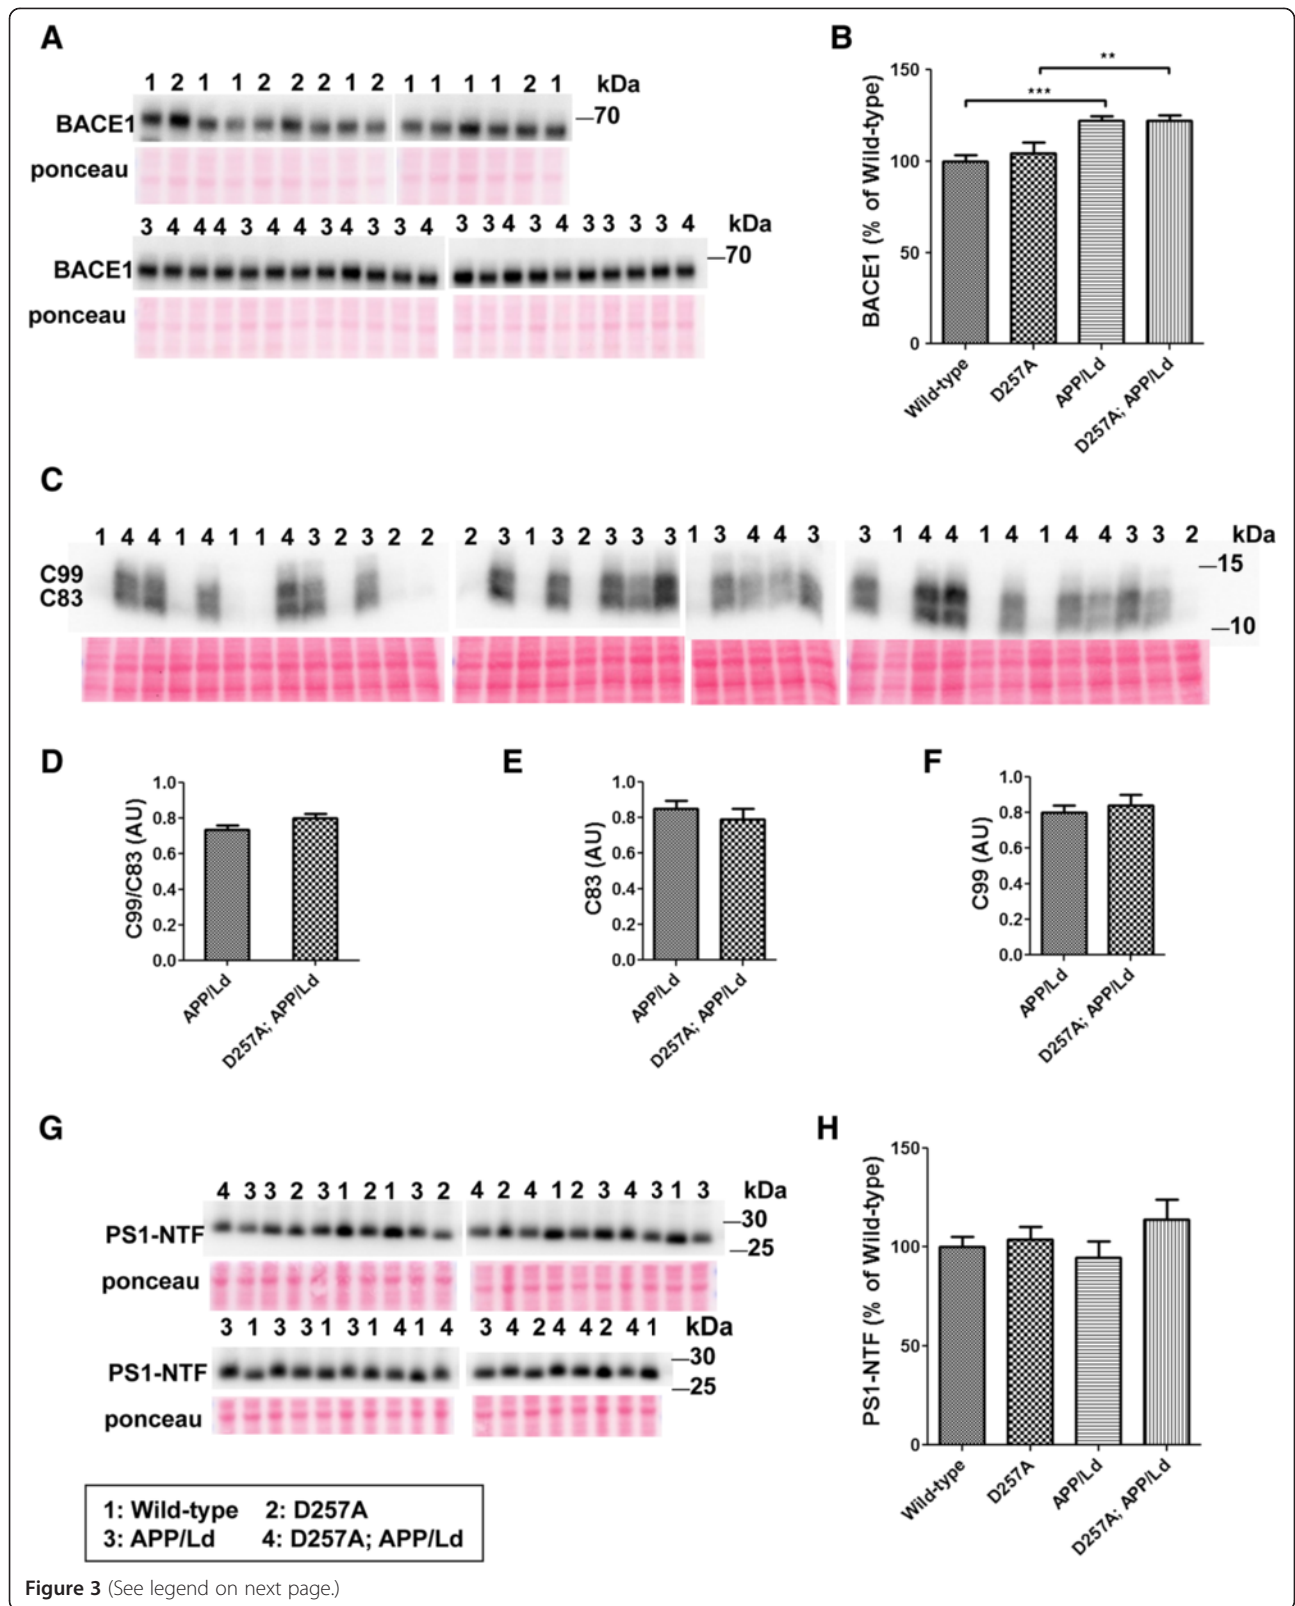 A
1 2 1 1 2 2 2 1 2 1 1 1 1 2 1 kDa
BACE1 —70
ponceau
3 4 4 4 3 4 4 3 4 3 3 4 3 3 4 3 4 3 3 3 3 4 kDa
BACE1 —70
ponceau
B
BACE1 (% of Wild-type)
150
100
50
0
** 
***
Wild-type
D257A
APP/Ld
D257A; APP/Ld
C
1 4 4 1 4 1 1 4 3 2 3 2 2 2 3 2 3 2 3 3 3 1 3 4 4 3 3 1 4 4 1 4 1 4 4 3 3 2 kDa
C99
C83
—15
—10
D
C99/C83 (AU)
1.0
0.8
0.6
0.4
0.2
0.0
APP/Ld
D257A; APP/Ld
E
C83 (AU)
1.0
0.8
0.6
0.4
0.2
0.0
APP/Ld
D257A; APP/Ld
F
C99 (AU)
1.0
0.8
0.6
0.4
0.2
0.0
APP/Ld
D257A; APP/Ld
G
4 3 3 2 3 1 2 1 3 2 4 2 4 1 2 3 4 3 1 3 kDa
PS1-NTF —30
—25
ponceau
3 1 3 3 1 3 1 4 1 4 3 4 2 4 4 2 4 1 kDa
PS1-NTF —30
—25
ponceau
H
PS1-NTF (% of Wild-type)
150
100
50
0
Wild-type
D257A
APP/Ld
D257A; APP/Ld
1: Wild-type 2: D257A
3: APP/Ld 4: D257A; APP/Ld
Figure 3 (See legend on next page.)